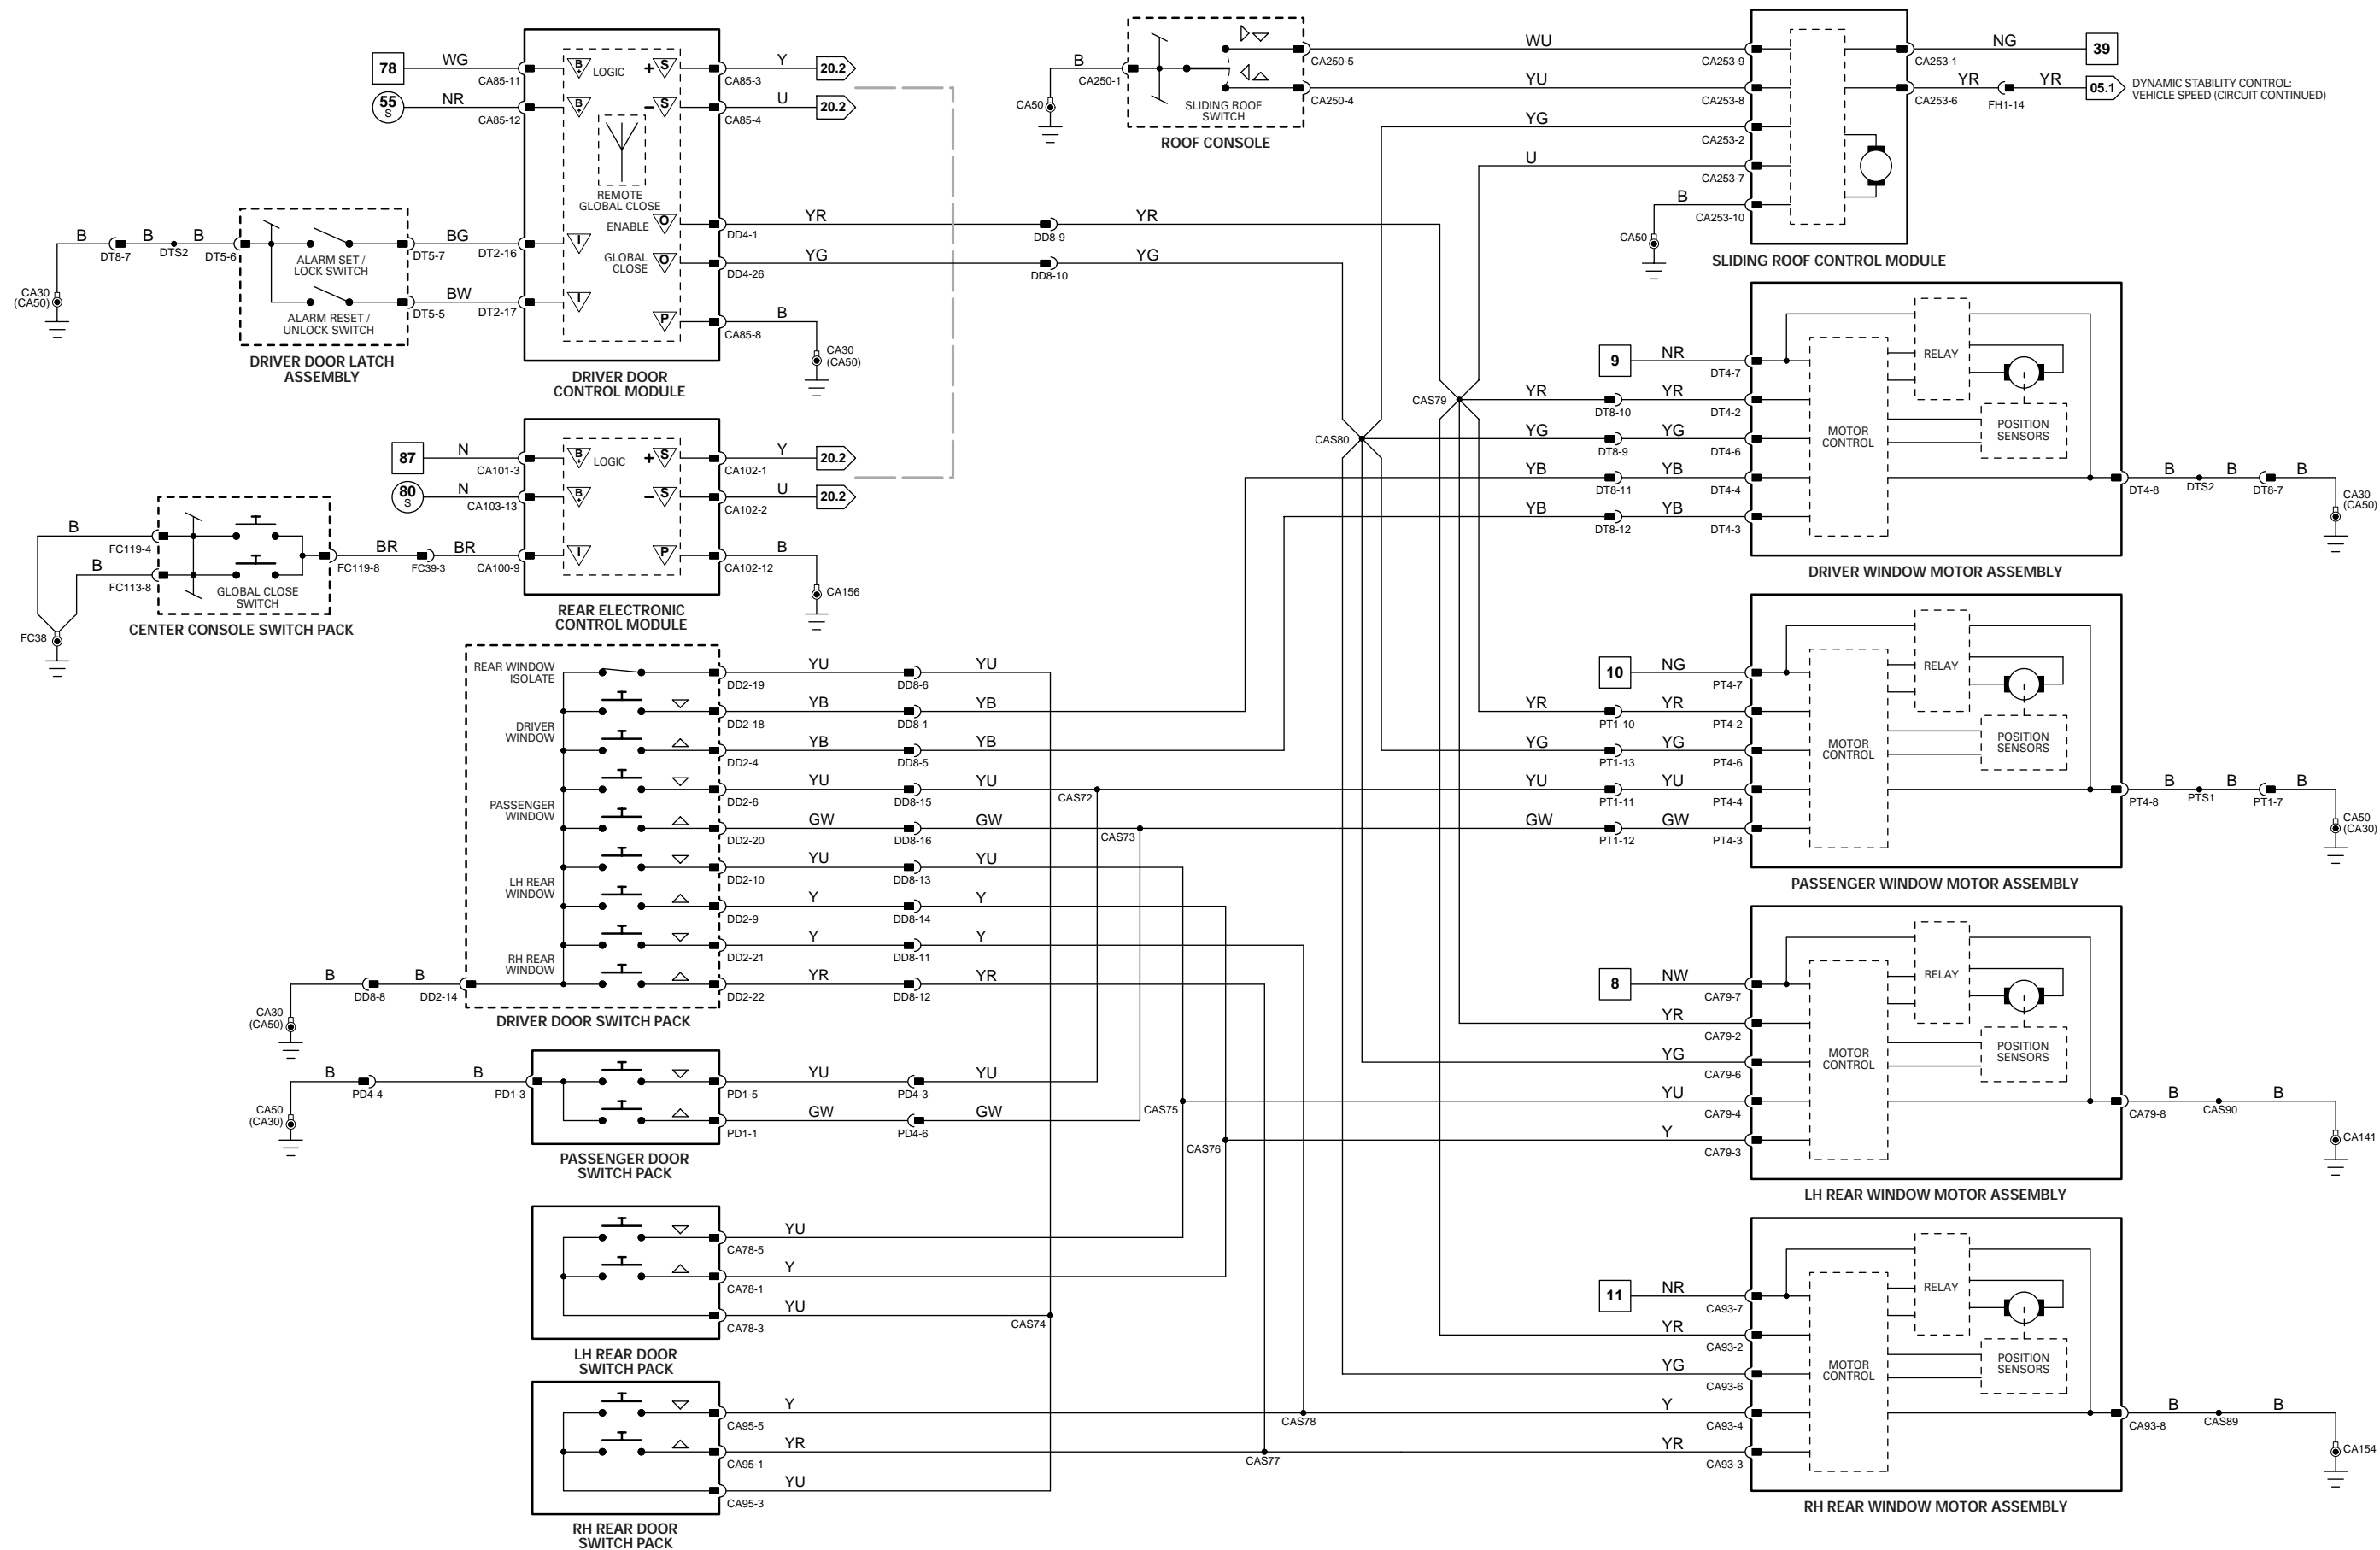 78
WG
CA85-11
55
S
NR
CA85-12
B+
LOGIC
B+
+S
-S
Y
CA85-3
20.2
U
CA85-4
20.2
REMOTE
GLOBAL CLOSE
ENABLE
O
YR
DD4-1
DD8-9
YR
GLOBAL
CLOSE
O
YG
DD4-26
DD8-10
YG
I
I
P
B
CA85-8
CA30
(CA50)
DRIVER DOOR
CONTROL MODULE
B
DT8-7
B
DTS2
B
DT5-6
CA30
(CA50)
ALARM SET /
LOCK SWITCH
ALARM RESET /
UNLOCK SWITCH
DT5-7
BG
DT2-16
DT5-5
BW
DT2-17
DRIVER DOOR LATCH
ASSEMBLY
87
N
CA101-3
80
S
N
CA103-13
B+
LOGIC
B+
+S
-S
Y
CA102-1
20.2
U
CA102-2
20.2
I
P
B
CA102-12
CA156
REAR ELECTRONIC
CONTROL MODULE
B
FC119-4
B
FC113-8
FC38
GLOBAL CLOSE
SWITCH
FC119-8
BR
FC39-3
BR
CA100-9
CENTER CONSOLE SWITCH PACK
REAR WINDOW
ISOLATE
YU
DD2-19
DD8-6
YU
DRIVER
WINDOW
YB
DD2-18
DD8-1
YB
YB
DD2-4
DD8-5
YB
PASSENGER
WINDOW
YU
DD2-6
DD8-15
YU
CAS72
GW
DD2-20
DD8-16
GW
CAS73
LH REAR
WINDOW
YU
DD2-10
DD8-13
YU
Y
DD2-9
DD8-14
Y
RH REAR
WINDOW
Y
DD2-21
DD8-11
Y
YR
DD2-22
DD8-12
YR
B
DD8-8
B
DD2-14
CA30
(CA50)
DRIVER DOOR SWITCH PACK
B
PD4-4
B
PD1-3
CA50
(CA30)
YU
PD1-5
PD4-3
YU
GW
PD1-1
PD4-6
GW
PASSENGER DOOR
SWITCH PACK
CAS75
CAS76
YU
CA78-5
Y
CA78-1
YU
CA78-3
CAS74
LH REAR DOOR
SWITCH PACK
Y
CA95-5
CAS78
YR
CA95-1
CAS77
YU
CA95-3
RH REAR DOOR
SWITCH PACK
B
CA250-1
CA50
SLIDING ROOF
SWITCH
CA250-5
CA250-4
ROOF CONSOLE
WU
CA253-9
YU
CA253-8
YG
CA253-2
U
CA253-7
B
CA253-10
CA50
CA253-1
NG
39
CA253-6
YR
FH1-14
YR
05.1
DYNAMIC STABILITY CONTROL:
VEHICLE SPEED (CIRCUIT CONTINUED)
SLIDING ROOF CONTROL MODULE
CAS79
CAS80
9
NR
DT4-7
YR
DT8-10
YR
DT4-2
YG
DT8-9
YG
DT4-6
YB
DT8-11
YB
DT4-4
YB
DT8-12
YB
DT4-3
MOTOR
CONTROL
RELAY
POSITION
SENSORS
DT4-8
B
DTS2
B
DT8-7
B
CA30
(CA50)
DRIVER WINDOW MOTOR ASSEMBLY
10
NG
PT4-7
YR
PT1-10
YR
PT4-2
YG
PT1-13
YG
PT4-6
YU
PT1-11
YU
PT4-4
GW
PT1-12
GW
PT4-3
MOTOR
CONTROL
RELAY
POSITION
SENSORS
PT4-8
B
PTS1
B
PT1-7
B
CA50
(CA30)
PASSENGER WINDOW MOTOR ASSEMBLY
8
NW
CA79-7
YR
CA79-2
YG
CA79-6
YU
CA79-4
Y
CA79-3
MOTOR
CONTROL
RELAY
POSITION
SENSORS
CA79-8
B
CAS90
B
CA141
LH REAR WINDOW MOTOR ASSEMBLY
11
NR
CA93-7
YR
CA93-2
YG
CA93-6
Y
CA93-4
YR
CA93-3
MOTOR
CONTROL
RELAY
POSITION
SENSORS
CA93-8
B
CAS89
B
CA154
RH REAR WINDOW MOTOR ASSEMBLY